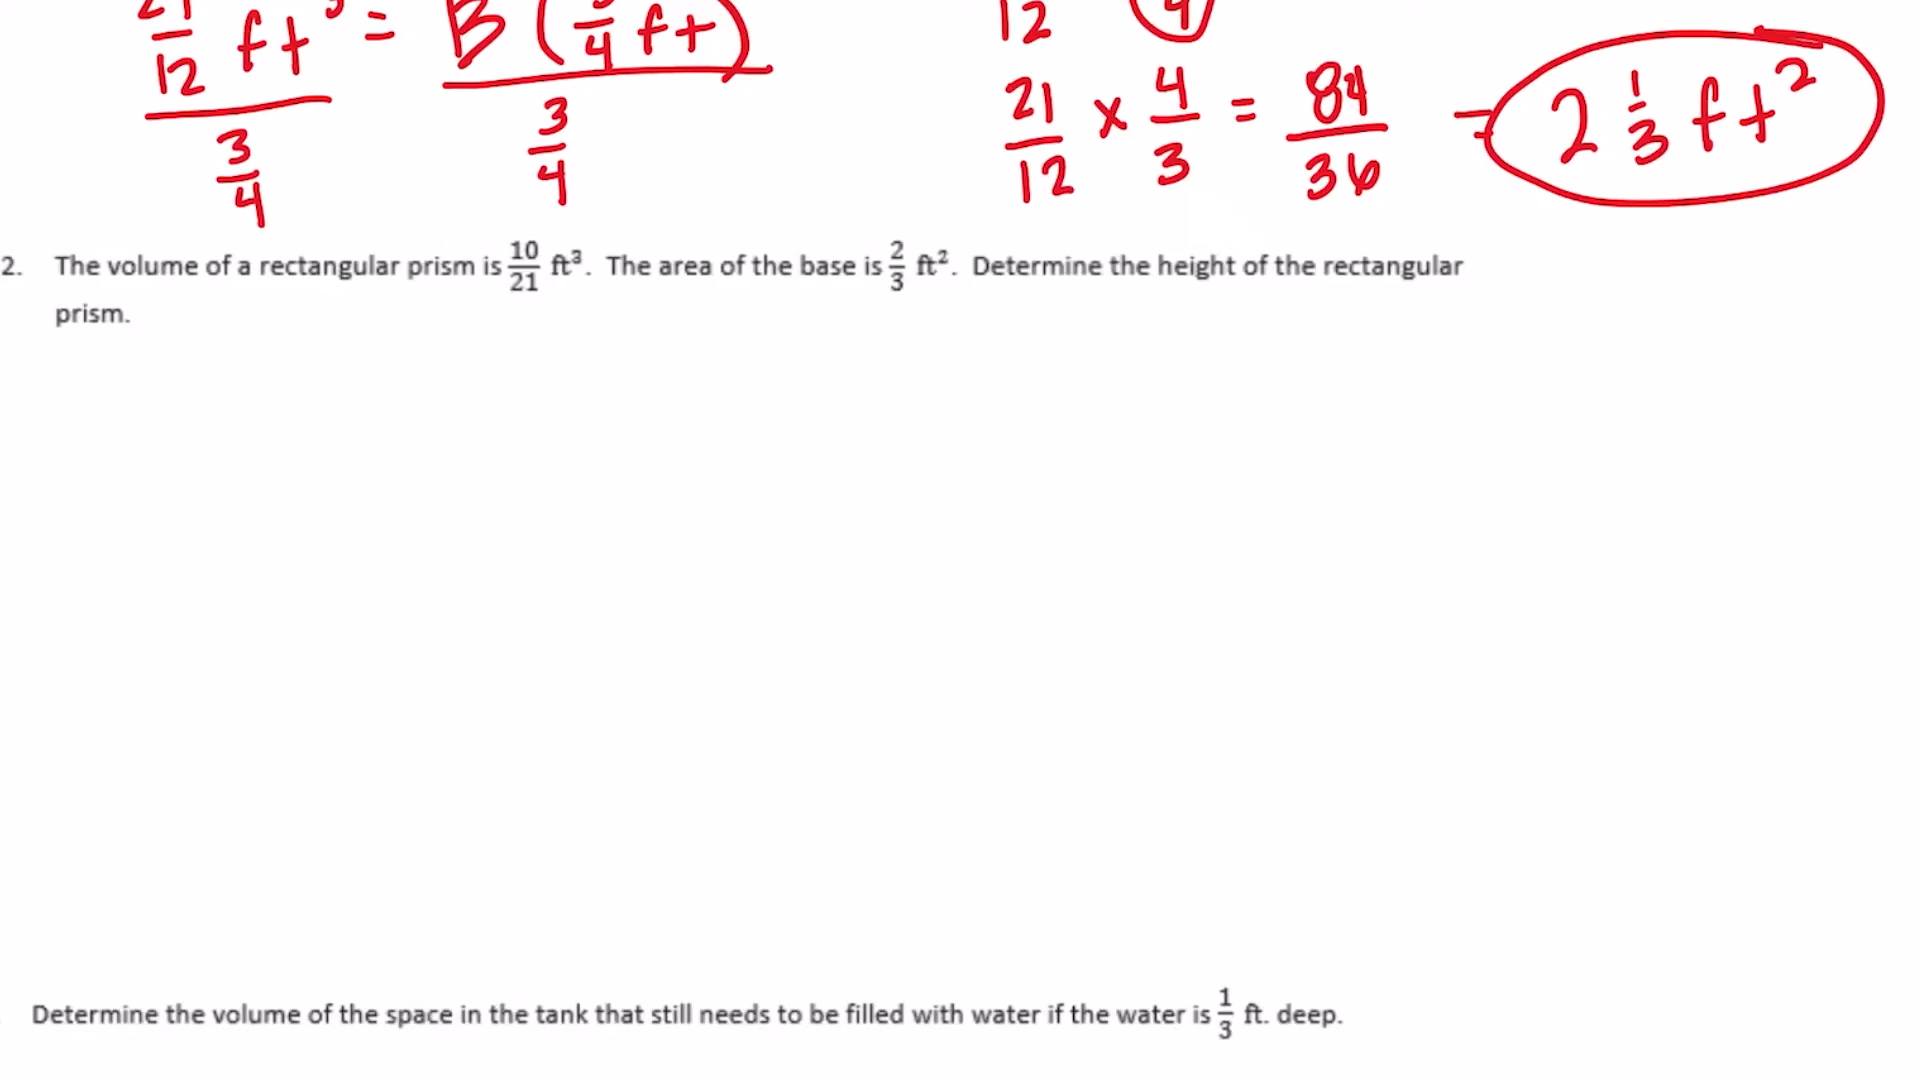 21/12 ft³ = B(3/4 ft)
3/4 3/4
12 4
21/12 × 4/3 = 84/36 = 2 1/3 ft²
2. The volume of a rectangular prism is 10/21 ft³. The area of the base is 2/3 ft². Determine the height of the rectangular
prism.
Determine the volume of the space in the tank that still needs to be filled with water if the water is 1/3 ft. deep.